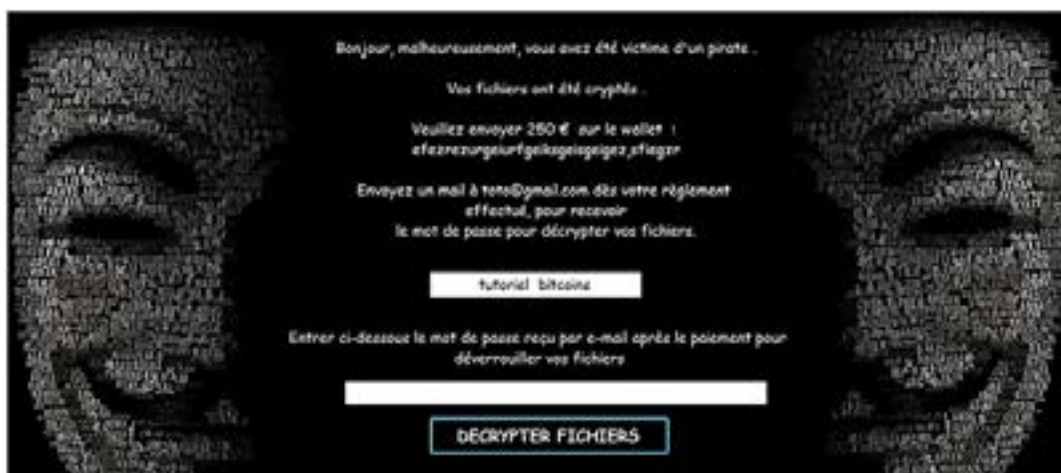 Bonjour, malheureusement, vous avez été victime d'un pirate .
Vos fichiers ont été cryptés .
Veuillez envoyer 250 € sur le wallet :
Envoyez un mail à toto@gmail.com dès votre règlement
effectué, pour recevoir
le mot de passe pour décrypter vos fichiers.
tutoriel bitcoins
Entrer ci-dessous le mot de passe reçu par e-mail après le paiement pour
déverrouiller vos fichiers
DECRYPTER FICHIERS